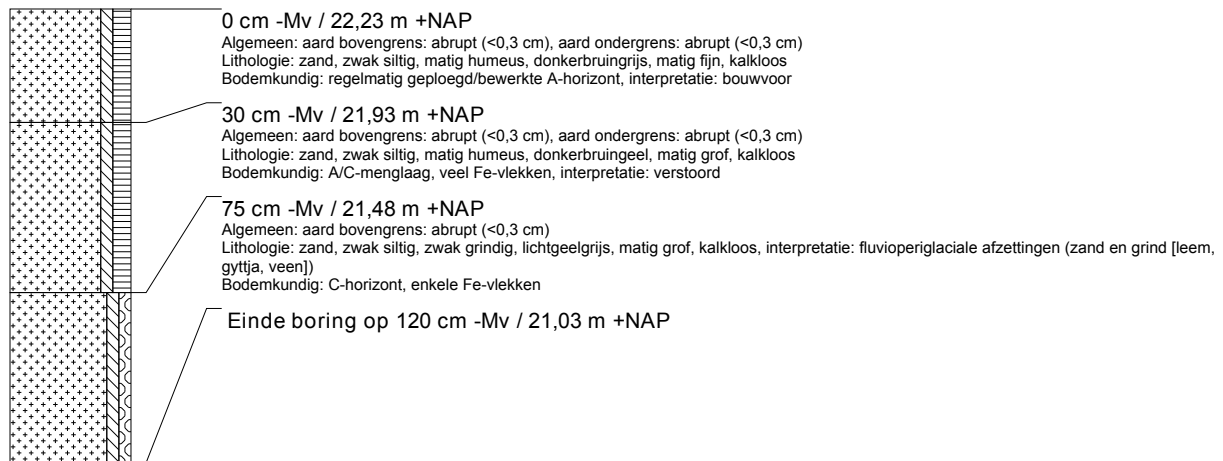 0 cm -Mv / 22,23 m +NAP
Algemeen: aard bovengrens: abrupt (<0,3 cm), aard ondergrens: abrupt (<0,3 cm)
Lithologie: zand, zwak siltig, matig humeus, donkerbruingrijs, matig fijn, kalkloos
Bodemkundig: regelmatig geploegd/bewerkte A-horizont, interpretatie: bouwvoor
30 cm -Mv / 21,93 m +NAP
Algemeen: aard bovengrens: abrupt (<0,3 cm), aard ondergrens: abrupt (<0,3 cm)
Lithologie: zand, zwak siltig, matig humeus, donkerbruingeel, matig grof, kalkloos
Bodemkundig: A/C-menglaag, veel Fe-vlekken, interpretatie: verstoord
75 cm -Mv / 21,48 m +NAP
Algemeen: aard bovengrens: abrupt (<0,3 cm)
Lithologie: zand, zwak siltig, zwak grindig, lichtgeelgrijs, matig grof, kalkloos, interpretatie: fluvioperiglaciale afzettingen (zand en grind [leem,
gyttja, veen])
Bodemkundig: C-horizont, enkele Fe-vlekken
Einde boring op 120 cm -Mv / 21,03 m +NAP